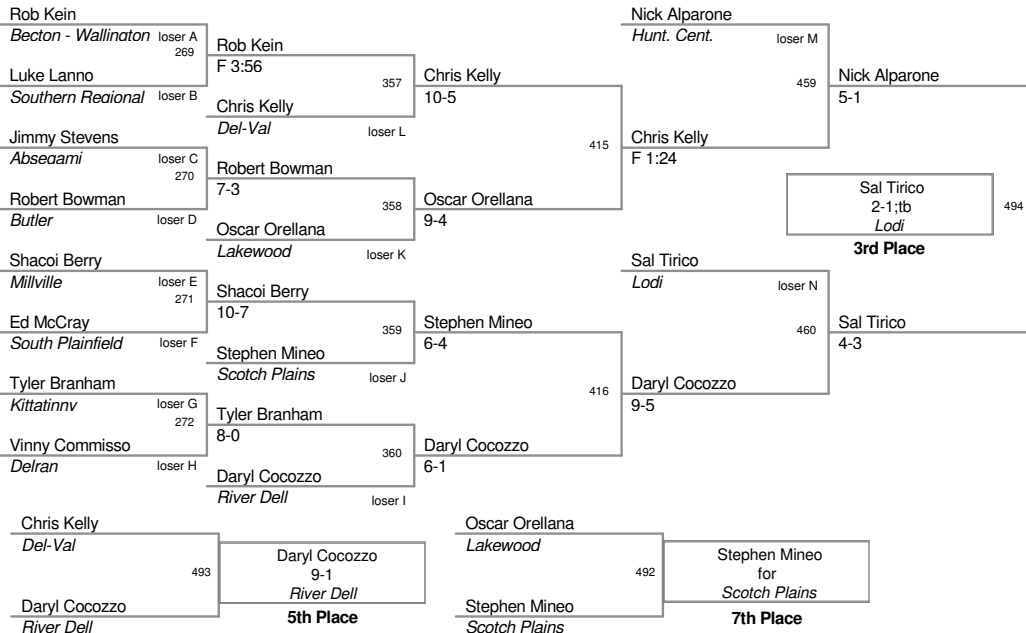 Rob Kein
Becton - Wallington loser A
269
Luke Lanno
Southern Regional loser B
Jimmy Stevens
Absegami loser C
270
Robert Bowman
Butler loser D
Shacoi Berry
Millville loser E
271
Ed McCray
South Plainfield loser F
Tyler Branham
Kittatinny loser G
272
Vinny Commisso
Delran loser H
Rob Kein
F 3:56
357
Chris Kelly
Del-Val
loser L
Robert Bowman
7-3
358
Oscar Orellana
Lakewood
loser K
Shacoi Berry
10-7
359
Stephen Mineo
Scotch Plains
loser J
Tyler Branham
8-0
360
Daryl Cocozzo
River Dell
loser I
Chris Kelly
10-5
415
Oscar Orellana
9-4
Stephen Mineo
6-4
416
Daryl Cocozzo
6-1
Nick Alparone
Hunt. Cent.
loser M
459
Chris Kelly
F 1:24
Sal Tirico
Lodi
loser N
460
Daryl Cocozzo
9-5
Nick Alparone
5-1
Sal Tirico
2-1;tb
Lodi
494
3rd Place
Sal Tirico
4-3
Chris Kelly
Del-Val
493
Daryl Cocozzo
River Dell
Daryl Cocozzo
9-1
River Dell
5th Place
Oscar Orellana
Lakewood
492
Stephen Mineo
Scotch Plains
Stephen Mineo
for
Scotch Plains
7th Place